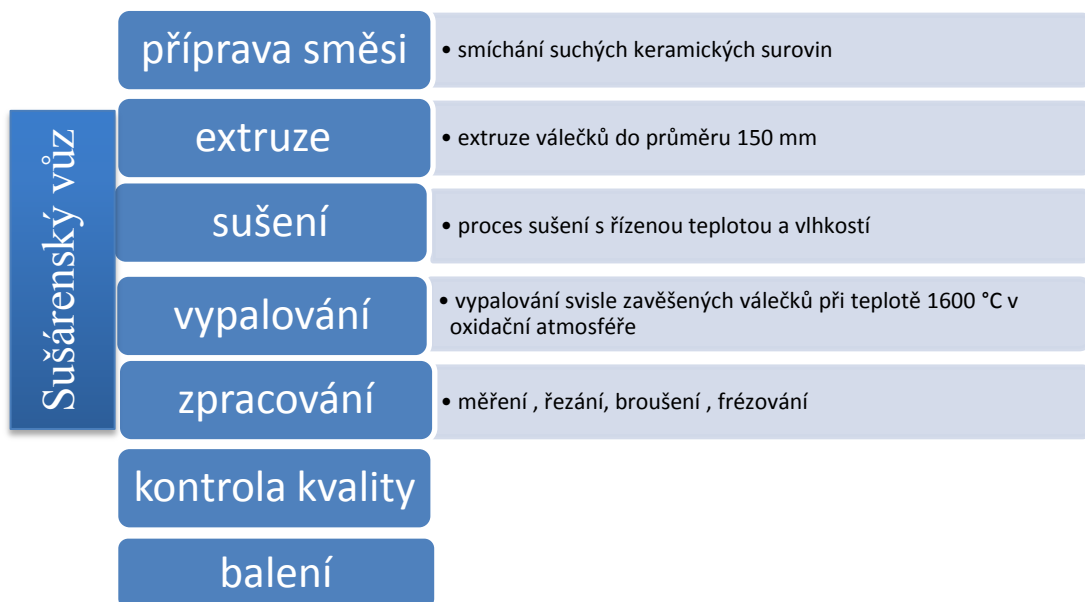 Sušárenský vůz
příprava směsi
• smíchání suchých keramických surovin
extruze
• extruze válečků do průměru 150 mm
sušení
• proces sušení s řízenou teplotou a vlhkostí
vypalování
• vypalování svisle zavěšených válečků při teplotě 1600 °C v
oxidační atmosféře
zpracování
• měření , řezání, broušení , frézování
kontrola kvality
balení